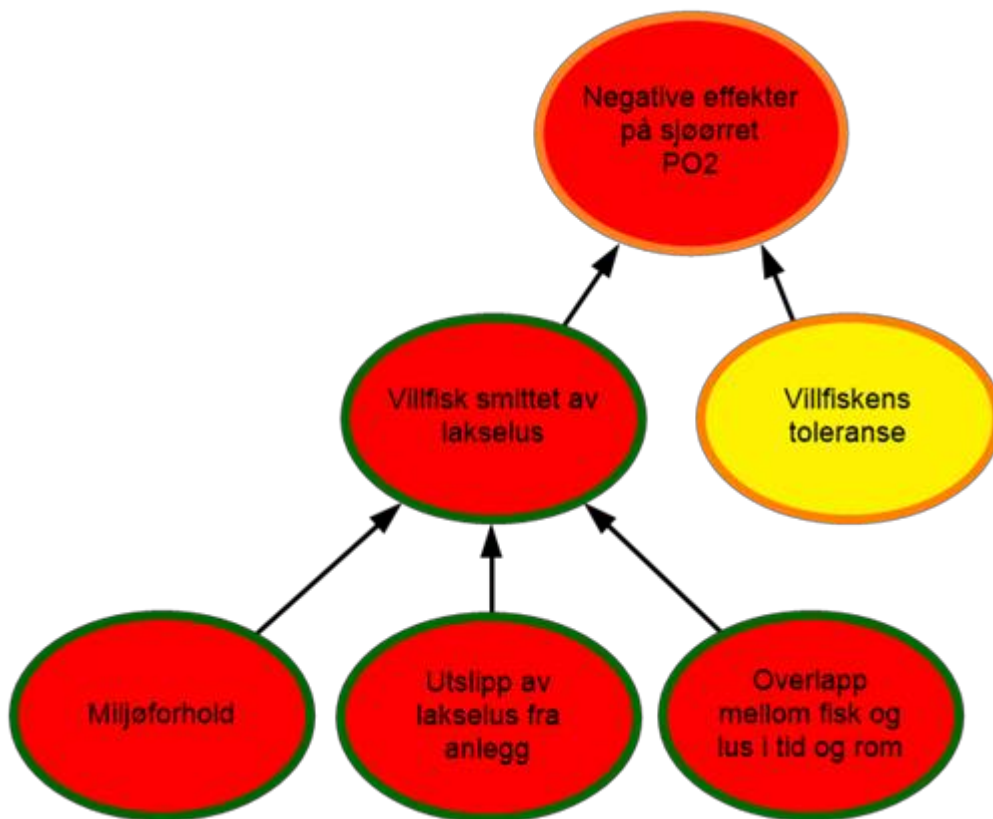 Negative effekter
på sjøørret
PO2
Villfisk smittet av
lakselus
Villfiskens
toleranse
Miljøforhold
Utslipp av
lakselus fra
anlegg
Overlapp
mellom fisk og
lus i tid og rom